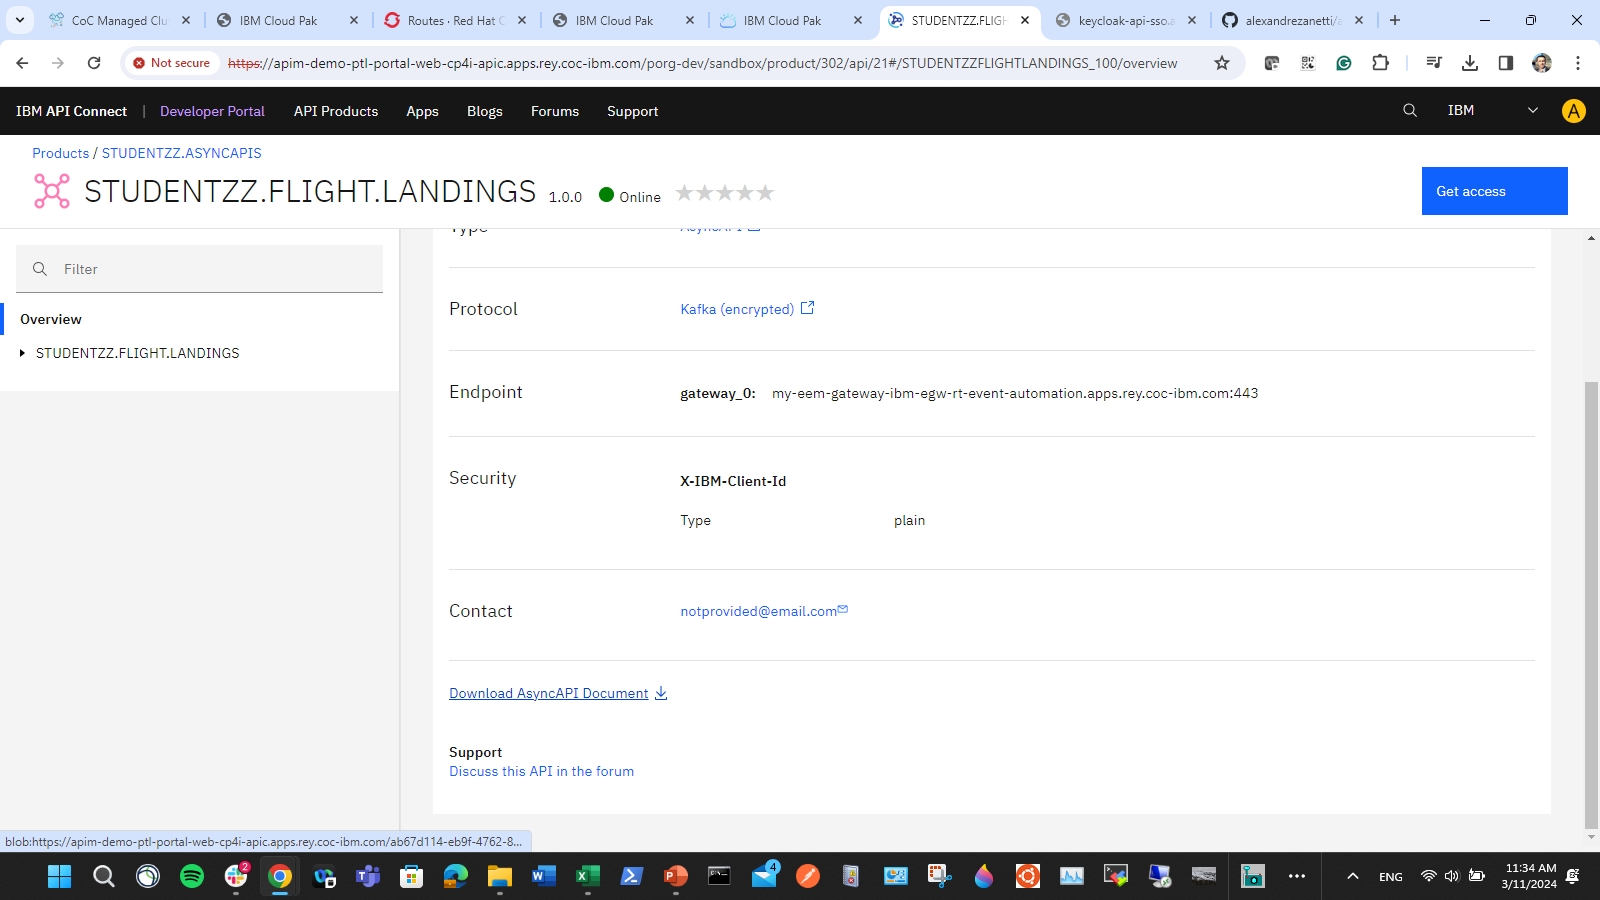 CoC Managed Clu
IBM Cloud Pak
Routes · Red Hat C
IBM Cloud Pak
IBM Cloud Pak
STUDENTZZ.FLIGH
keycloak-api-sso.a
alexandrezanetti/a
Not secure
https://apim-demo-ptl-portal-web-cp4i-apic.apps.rey.coc-ibm.com/porg-dev/sandbox/product/302/api/21#/STUDENTZZFLIGHTLANDINGS_100/overview
IBM API Connect | Developer Portal
API Products
Apps
Blogs
Forums
Support
IBM
A
Products / STUDENTZZ.ASYNCAPIS
STUDENTZZ.FLIGHT.LANDINGS 1.0.0 Online
Get access
Filter
Overview
STUDENTZZ.FLIGHT.LANDINGS
Type AsyncAPI
Protocol Kafka (encrypted)
Endpoint gateway_0: my-eem-gateway-ibm-egw-rt-event-automation.apps.rey.coc-ibm.com:443
Security X-IBM-Client-Id
Type plain
Contact notprovided@email.com
Download AsyncAPI Document
Support
Discuss this API in the forum
blob:https://apim-demo-ptl-portal-web-cp4i-apic.apps.rey.coc-ibm.com/ab67d114-eb9f-4762-8...
2
4
ENG
11:34 AM
3/11/2024